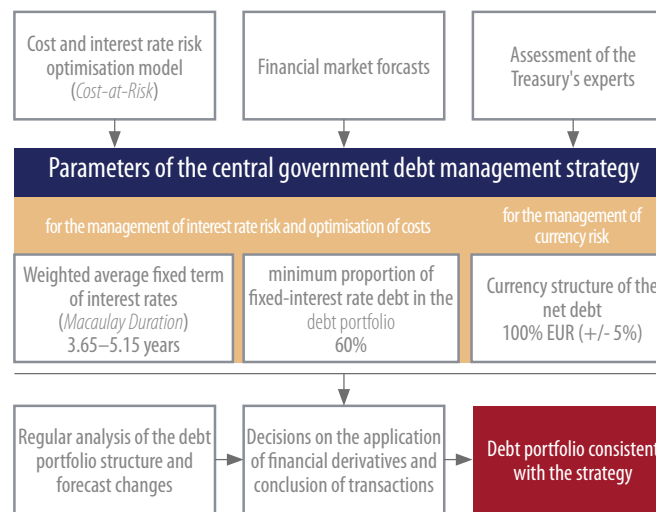 Cost and interest rate risk
optimisation model
(Cost-at-Risk)
Financial market forcasts
Assessment of the
Treasury's experts
Parameters of the central government debt management strategy
for the management of interest rate risk and optimisation of costs
for the management of
currency risk
Weighted average fixed term
of interest rates
(Macaulay Duration)
3.65–5.15 years
minimum proportion of
fixed-interest rate debt in the
debt portfolio
60%
Currency structure of the
net debt
100% EUR (+/- 5%)
Regular analysis of the debt
portfolio structure and
forecast changes
Decisions on the application
of financial derivatives and
conclusion of transactions
Debt portfolio consistent
with the strategy